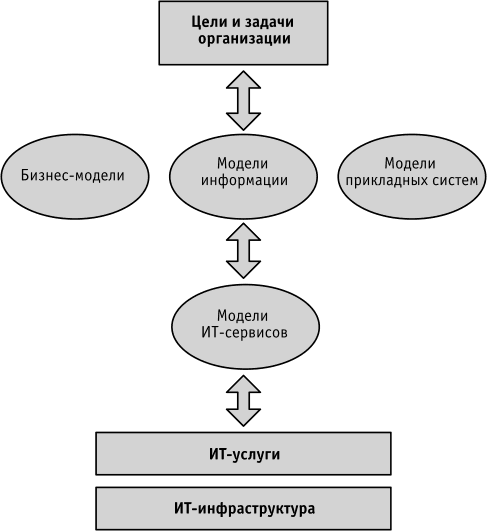 Цели и задачи
организации
Бизнес-модели
Модели
информации
Модели
прикладных систем
Модели
ИТ-сервисов
ИТ-услуги
ИТ-инфраструктура